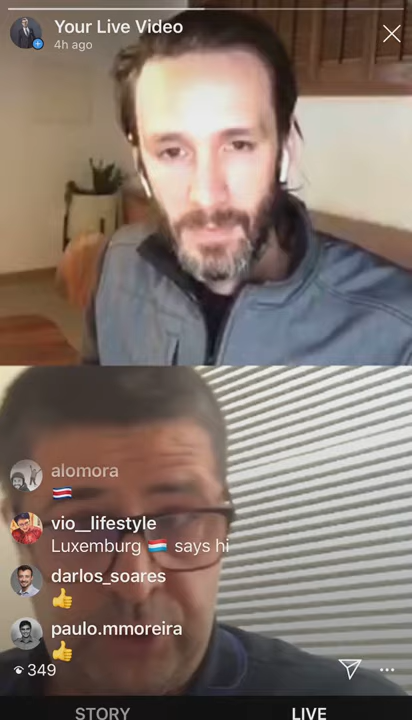 Your Live Video
4h ago
alomora
vio__lifestyle
Luxemburg 🇱🇺 says hi
darlos_soares
paulo.mmoreira
349
STORY
LIVE